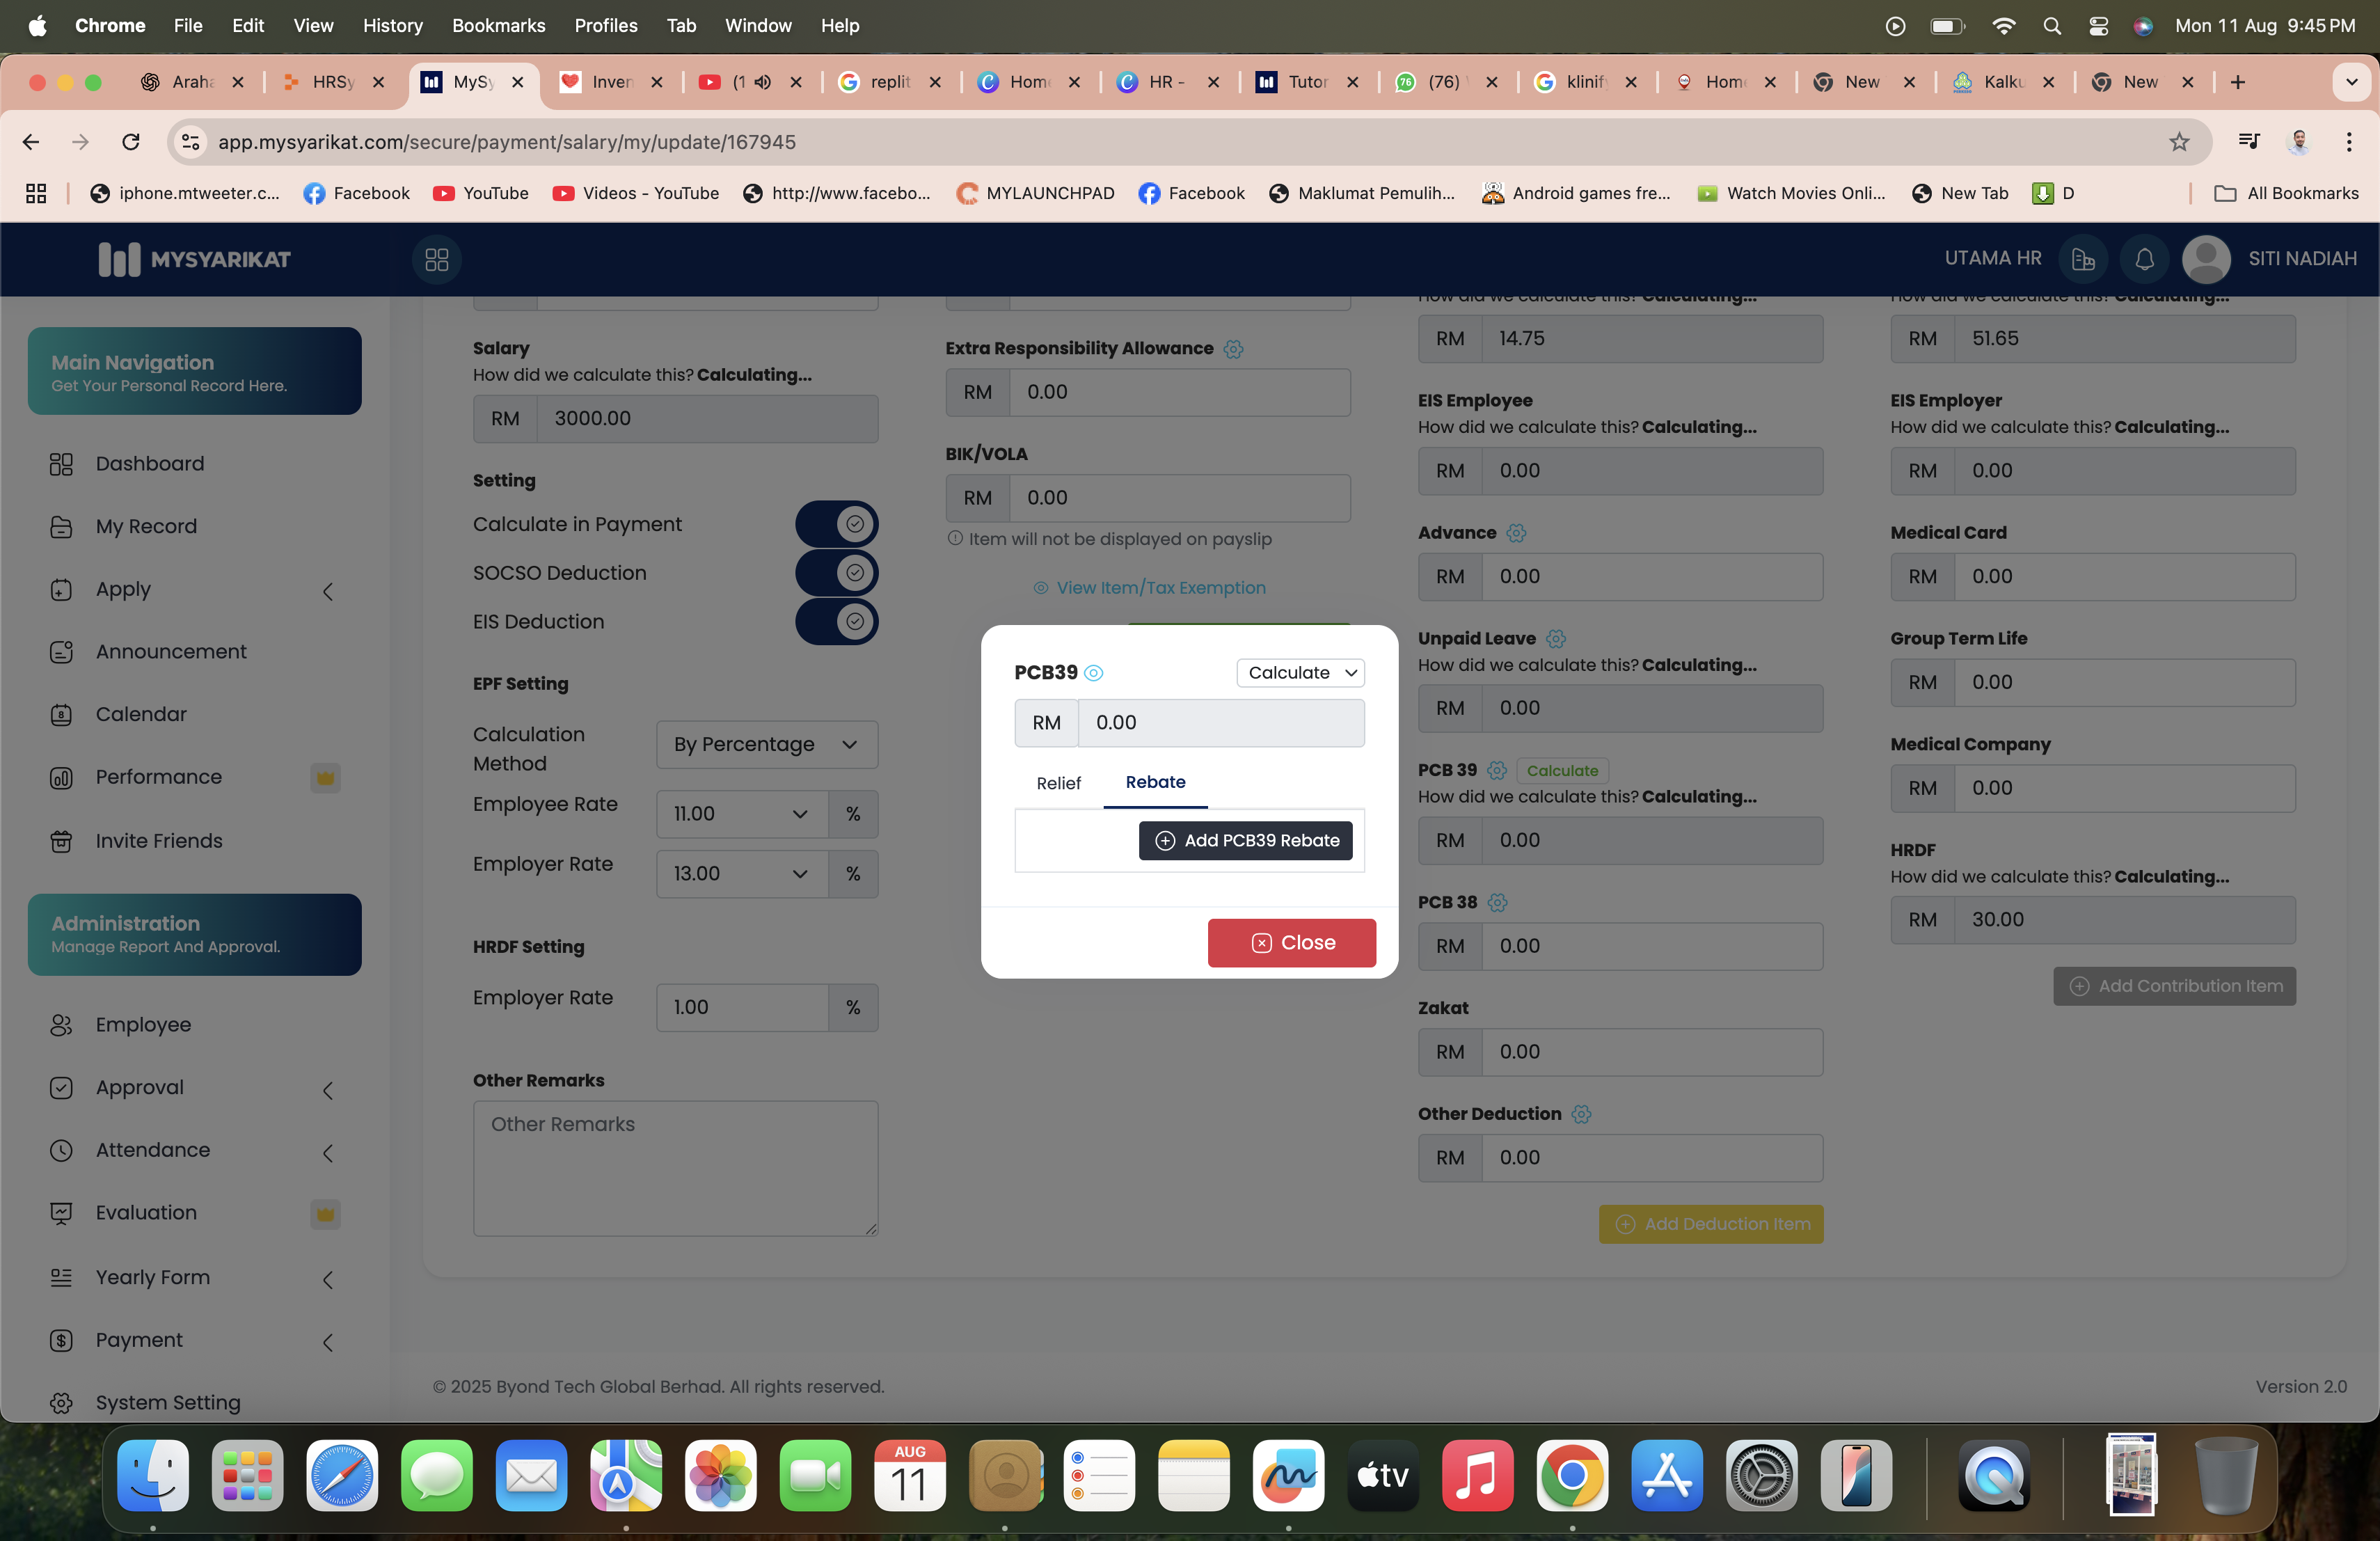 Chrome File Edit View History Bookmarks Profiles Tab Window Help Mon 11 Aug 9:45 PM
Araha HRSy MySy Inven (1 replit Home HR - Tutor (76) klinif Home New Kalku New
app.mysyarikat.com/secure/payment/salary/my/update/167945
iphone.mtweeter.c... Facebook YouTube Videos - YouTube http://www.facebo... MYLAUNCHPAD Facebook Maklumat Pemulih... Android games fre... Watch Movies Onli... New Tab D All Bookmarks
MYSYARIKAT UTAMA HR SITI NADIAH
Main Navigation
Get Your Personal Record Here.
Dashboard
My Record
Apply
Announcement
Calendar
Performance
Invite Friends
Administration
Manage Report And Approval.
Employee
Approval
Attendance
Evaluation
Yearly Form
Payment
System Setting
Salary
How did we calculate this? Calculating...
RM 3000.00
Setting
Calculate in Payment
SOCSO Deduction
EIS Deduction
EPF Setting
Calculation Method By Percentage
Employee Rate 11.00 %
Employer Rate 13.00 %
HRDF Setting
Employer Rate 1.00 %
Other Remarks
Other Remarks
Extra Responsibility Allowance
RM 0.00
BIK/VOLA
RM 0.00
Item will not be displayed on payslip
View Item/Tax Exemption
PCB39 Calculate
RM 0.00
Relief Rebate
Add PCB39 Rebate
Close
How did we calculate this? Calculating...
RM 14.75
EIS Employee
How did we calculate this? Calculating...
RM 0.00
Advance
RM 0.00
Unpaid Leave
How did we calculate this? Calculating...
RM 0.00
PCB 39 Calculate
How did we calculate this? Calculating...
RM 0.00
PCB 38
RM 0.00
Zakat
RM 0.00
Other Deduction
RM 0.00
Add Deduction Item
How did we calculate this? Calculating...
RM 51.65
EIS Employer
How did we calculate this? Calculating...
RM 0.00
Medical Card
RM 0.00
Group Term Life
RM 0.00
Medical Company
RM 0.00
HRDF
How did we calculate this? Calculating...
RM 30.00
Add Contribution Item
© 2025 Byond Tech Global Berhad. All rights reserved.
Version 2.0
AUG
11
tv